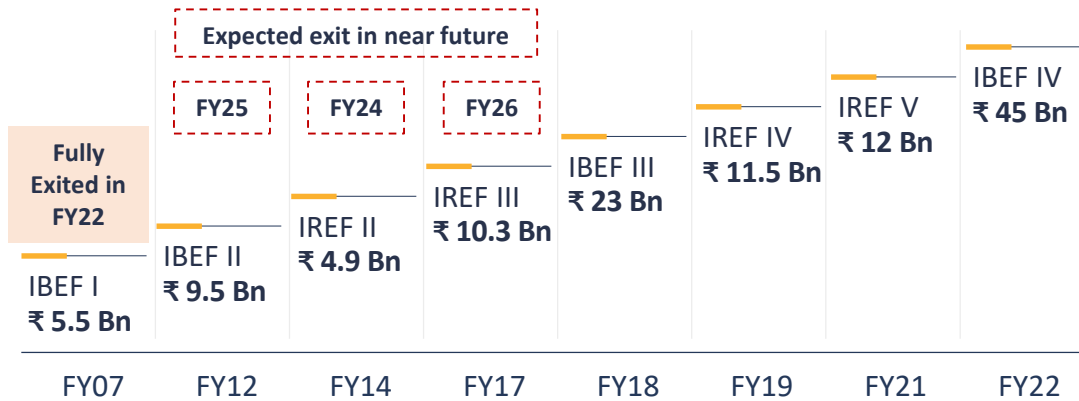 Expected exit in near future
FY25
FY24
FY26
Fully
Exited in
FY22
IBEF I
₹ 5.5 Bn
IBEF II
₹ 9.5 Bn
IREF II
₹ 4.9 Bn
IREF III
₹ 10.3 Bn
IBEF III
₹ 23 Bn
IREF IV
₹ 11.5 Bn
IREF V
₹ 12 Bn
IBEF IV
₹ 45 Bn
FY07
FY12
FY14
FY17
FY18
FY19
FY21
FY22